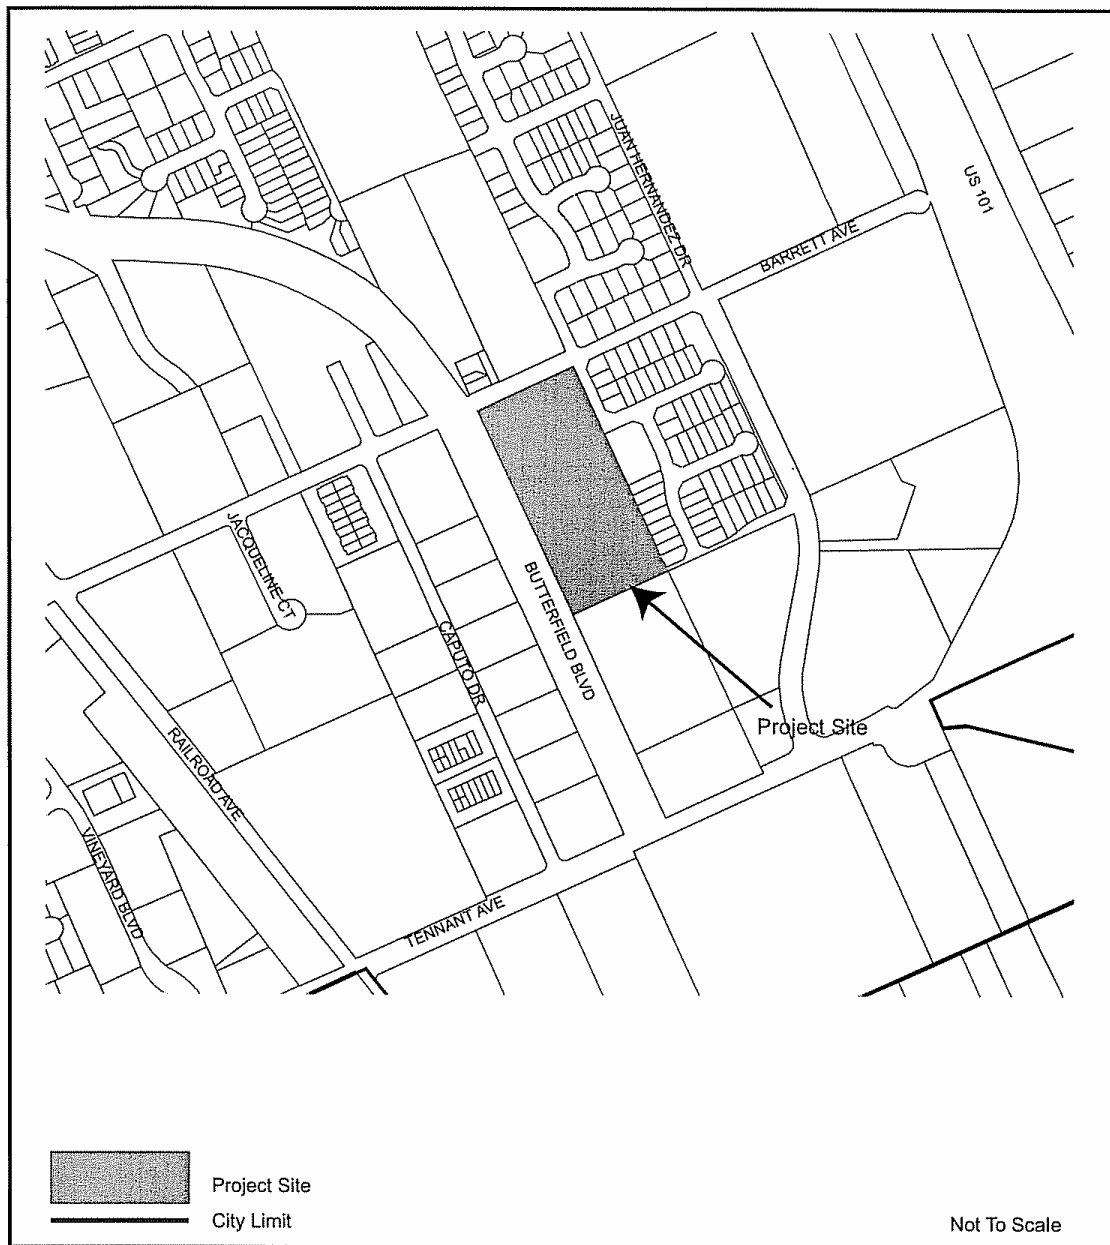 JUAN HERNANDEZ DR
US 101
BARRETT AVE
JACQUELINE CT
BUTTERFIELD BLVD
CAPUTO DR
Project Site
RAILROAD AVE
VINEYARD BLVD
TENNANT AVE
Project Site
City Limit
Not To Scale